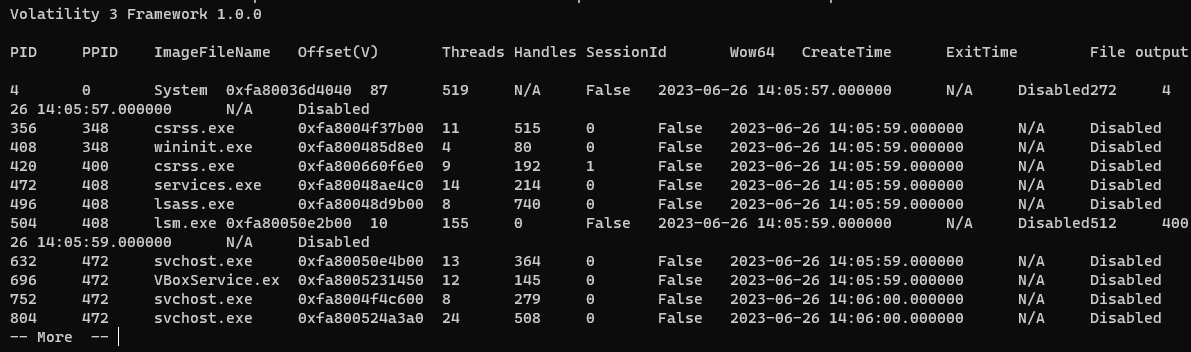 Volatility 3 Framework 1.0.0
PID PPID ImageFileName Offset(V) Threads Handles SessionId Wow64 CreateTime ExitTime File output
4 0 System 0xfa80036d4040 87 519 N/A False 2023-06-26 14:05:57.000000 N/A Disabled272 4
26 14:05:57.000000 N/A Disabled
356 348 csrss.exe 0xfa8004f37b00 11 515 0 False 2023-06-26 14:05:59.000000 N/A Disabled
408 348 wininit.exe 0xfa800485d8e0 4 80 0 False 2023-06-26 14:05:59.000000 N/A Disabled
420 400 csrss.exe 0xfa800660f6e0 9 192 1 False 2023-06-26 14:05:59.000000 N/A Disabled
472 408 services.exe 0xfa80048ae4c0 14 214 0 False 2023-06-26 14:05:59.000000 N/A Disabled
496 408 lsass.exe 0xfa80048d9b00 8 740 0 False 2023-06-26 14:05:59.000000 N/A Disabled
504 408 lsm.exe 0xfa80050e2b00 10 155 0 False 2023-06-26 14:05:59.000000 N/A Disabled512 400
26 14:05:59.000000 N/A Disabled
632 472 svchost.exe 0xfa80050e4b00 13 364 0 False 2023-06-26 14:05:59.000000 N/A Disabled
696 472 VBoxService.ex 0xfa8005231450 12 145 0 False 2023-06-26 14:05:59.000000 N/A Disabled
752 472 svchost.exe 0xfa8004f4c600 8 279 0 False 2023-06-26 14:06:00.000000 N/A Disabled
804 472 svchost.exe 0xfa800524a3a0 24 508 0 False 2023-06-26 14:06:00.000000 N/A Disabled
-- More --